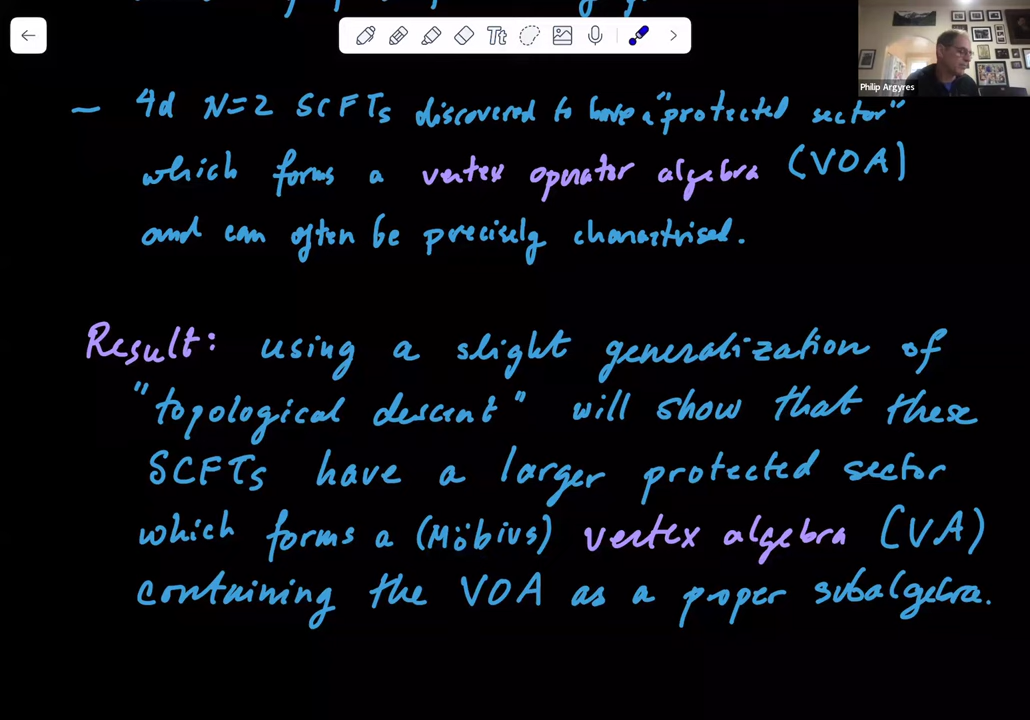 Tt
Philip Argyres
– 4d N=2 SCFTs discovered to have a "protected sector"
which forms a vertex operator algebra (VOA)
and can often be precisely
Result: using a slight generalization of
"topological descent" will show that these
SCFTs have a larger protected sector
which forms a (Möbius) vertex algebra (VA)
containing the VOA as a proper subalgebra.